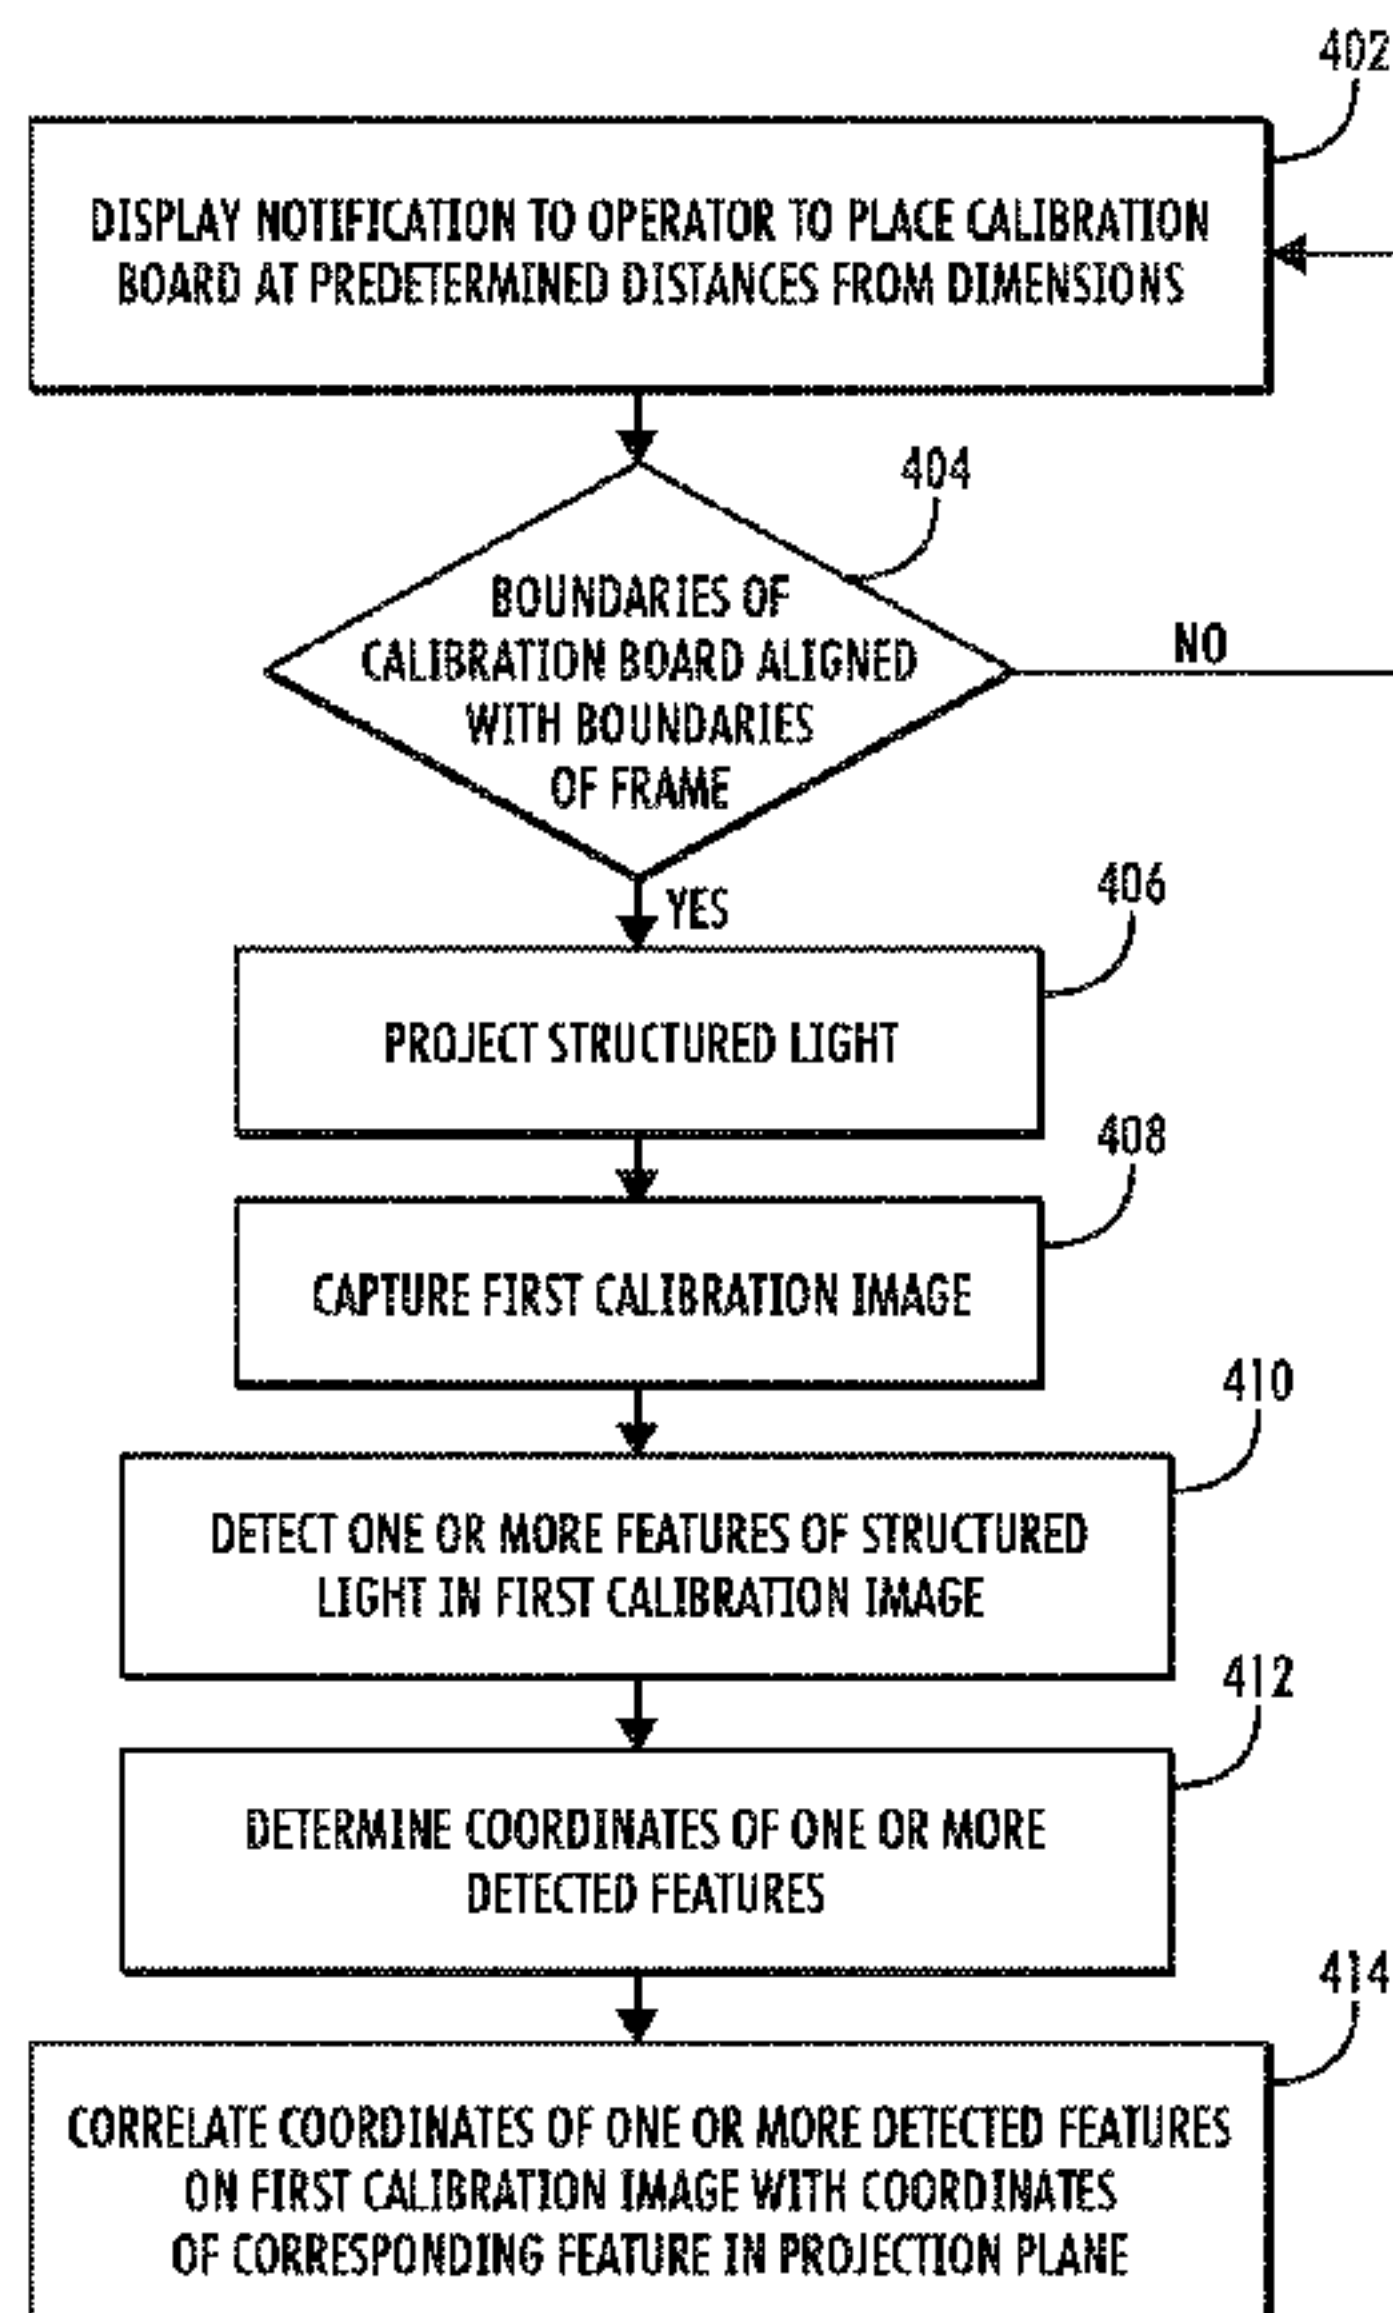 402
DISPLAY NOTIFICATION TO OPERATOR TO PLACE CALIBRATION
BOARD AT PREDETERMINED DISTANCES FROM DIMENSIONS
404
BOUNDARIES OF
CALIBRATION BOARD ALIGNED
WITH BOUNDARIES
OF FRAME
NO
YES
406
PROJECT STRUCTURED LIGHT
408
CAPTURE FIRST CALIBRATION IMAGE
410
DETECT ONE OR MORE FEATURES OF STRUCTURED
LIGHT IN FIRST CALIBRATION IMAGE
412
DETERMINE COORDINATES OF ONE OR MORE
DETECTED FEATURES
414
CORRELATE COORDINATES OF ONE OR MORE DETECTED FEATURES
ON FIRST CALIBRATION IMAGE WITH COORDINATES
OF CORRESPONDING FEATURE IN PROJECTION PLANE